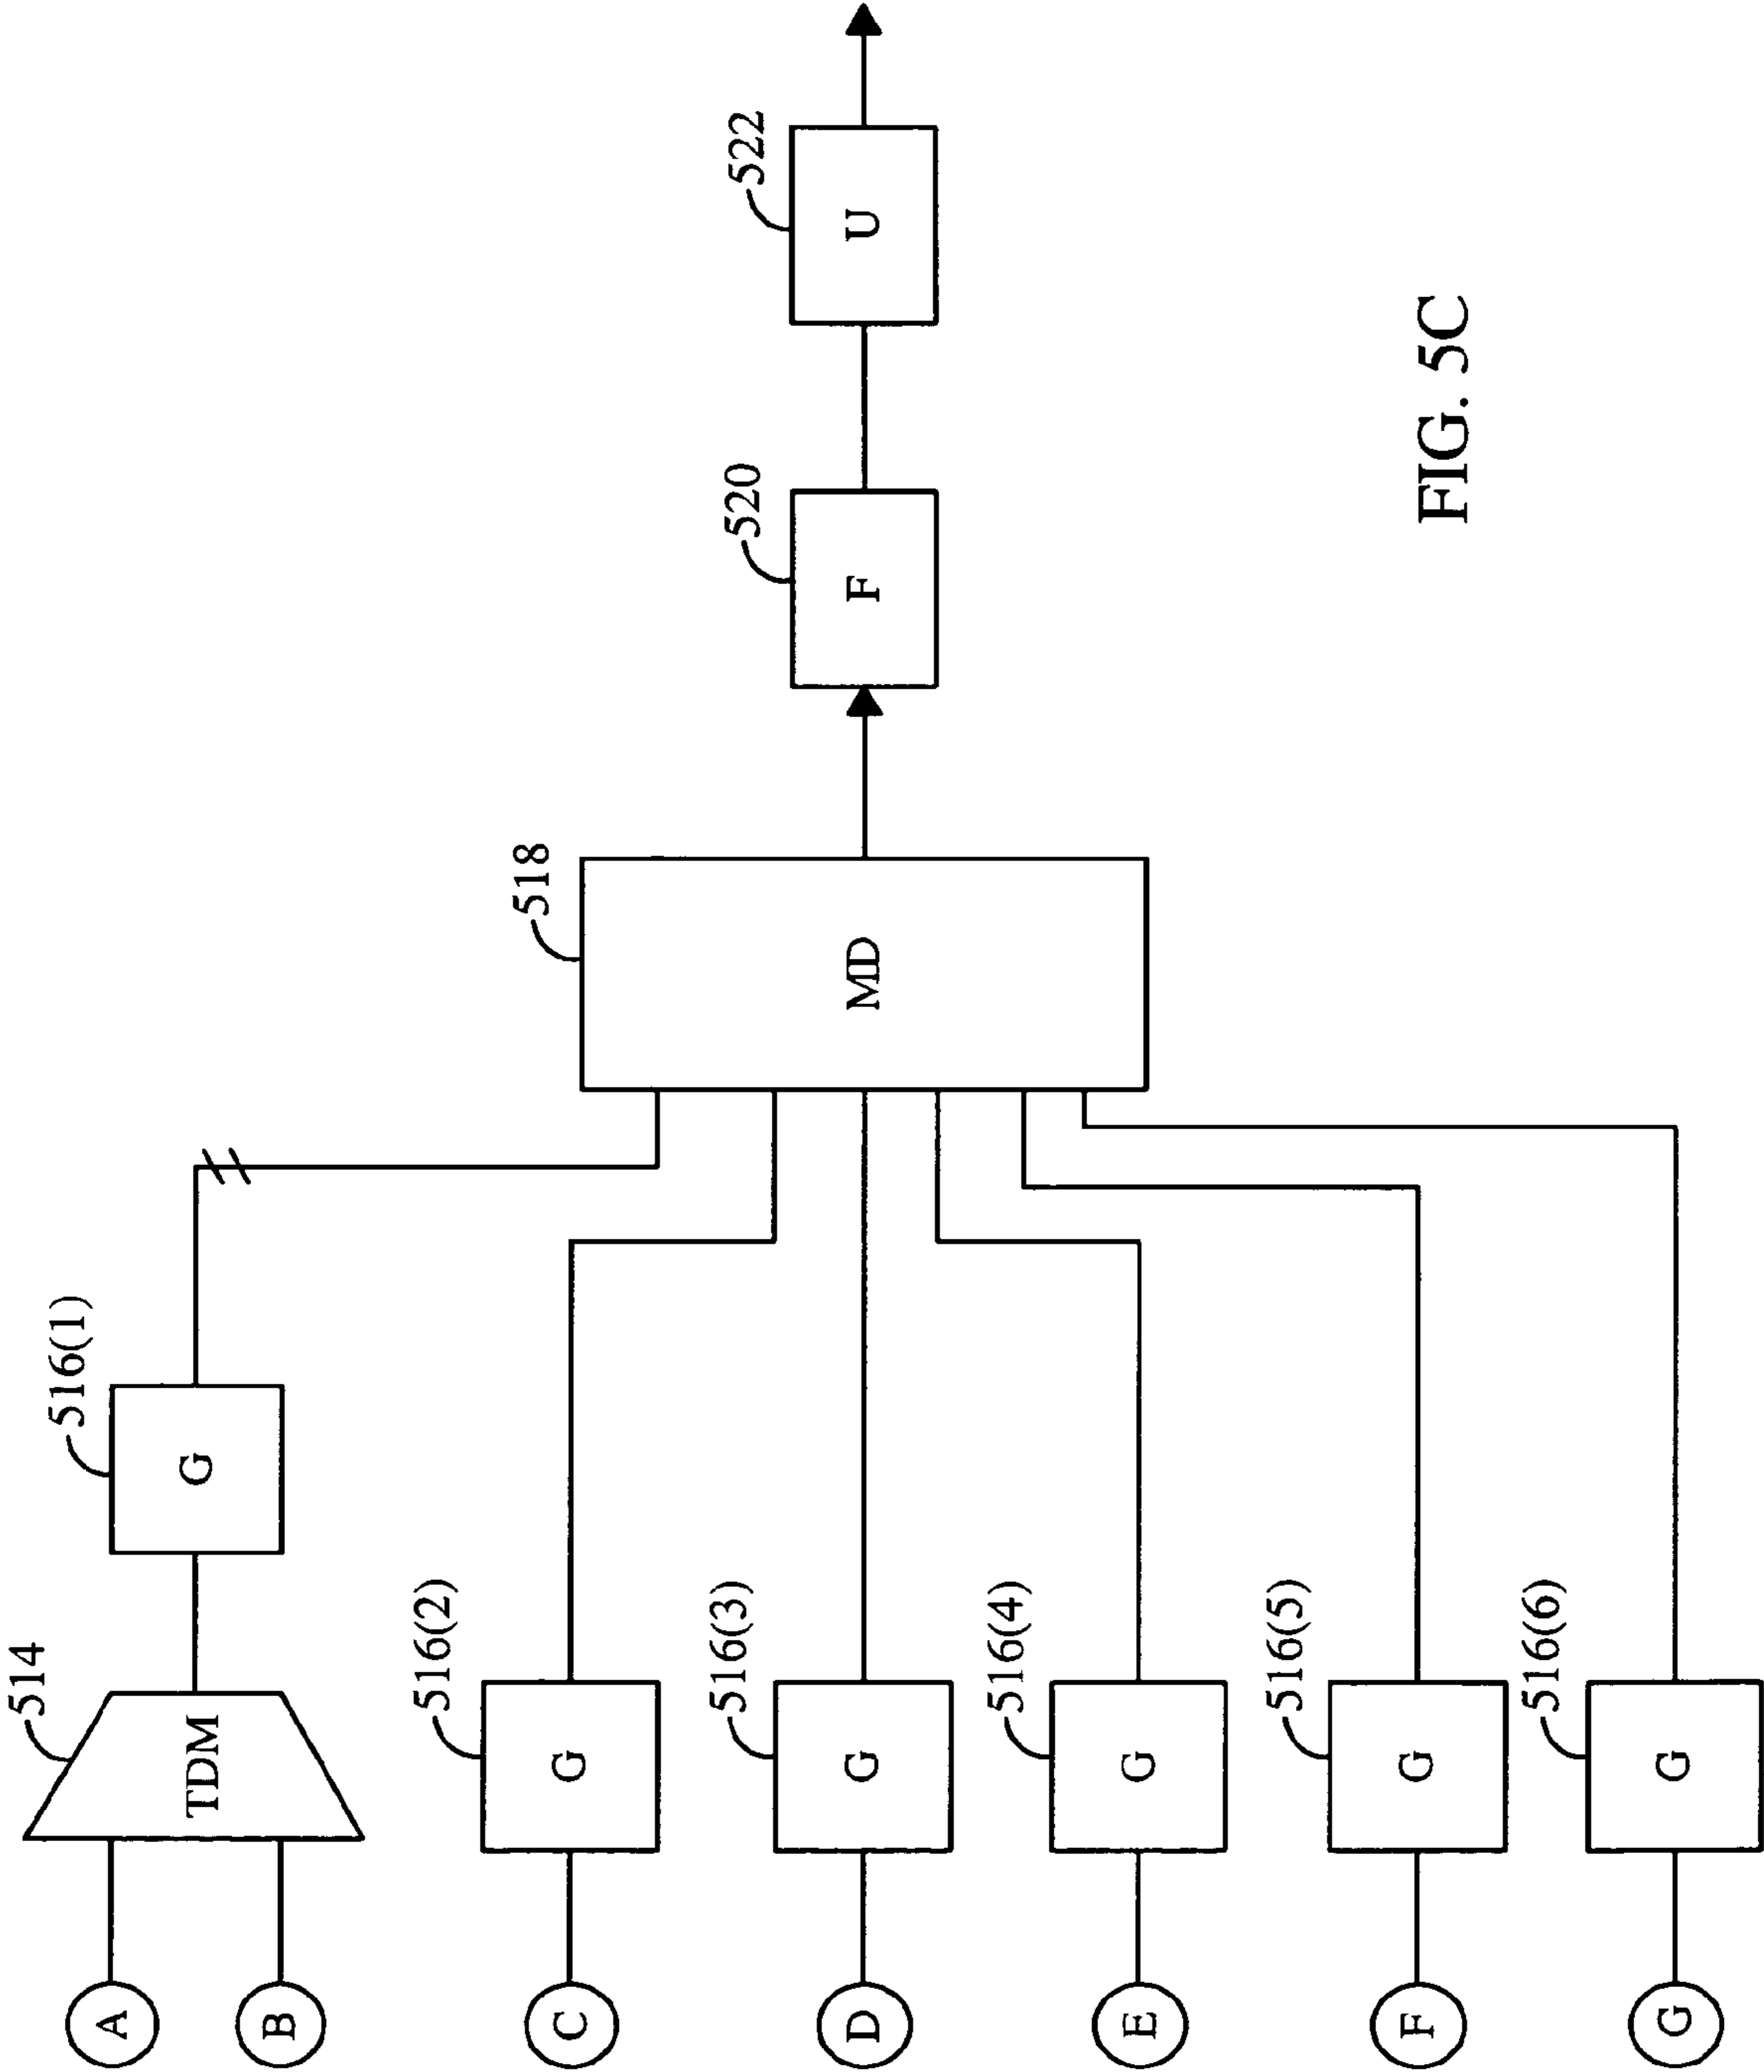 A
B
514
TDM
516(1)
G
C
516(2)
G
D
516(3)
G
E
516(4)
G
F
516(5)
G
G
516(6)
G
518
MD
520
F
522
U
FIG. 5C